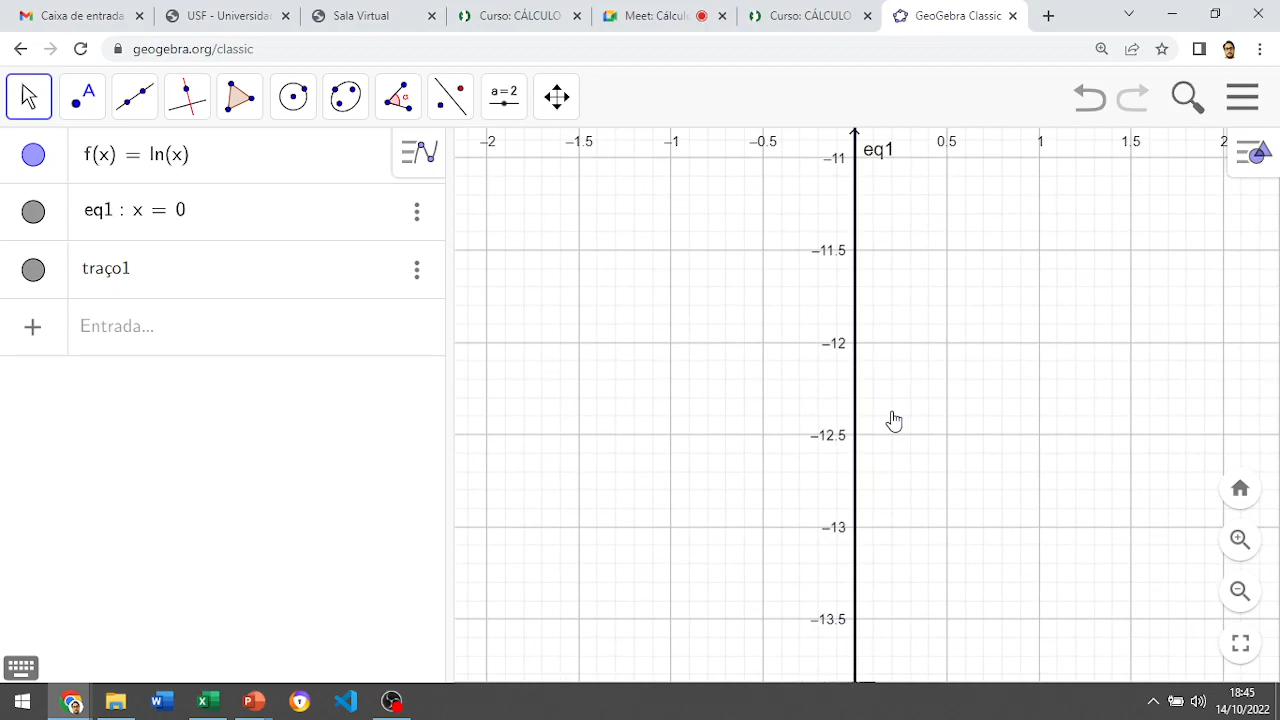 Caixa de entrada
USF - Universida
Sala Virtual
Curso: CÁLCULO
Meet: Cálcul
Curso: CÁLCULO
GeoGebra Classic
geogebra.org/classic
A
α
a=2
f(x) = ln(x)
eq1 : x = 0
traço1
Entrada...
−2 −1.5 −1 −0.5 0.5 1 1.5 2
eq1
−11
−11.5
−12
−12.5
−13
−13.5
18:45
14/10/2022